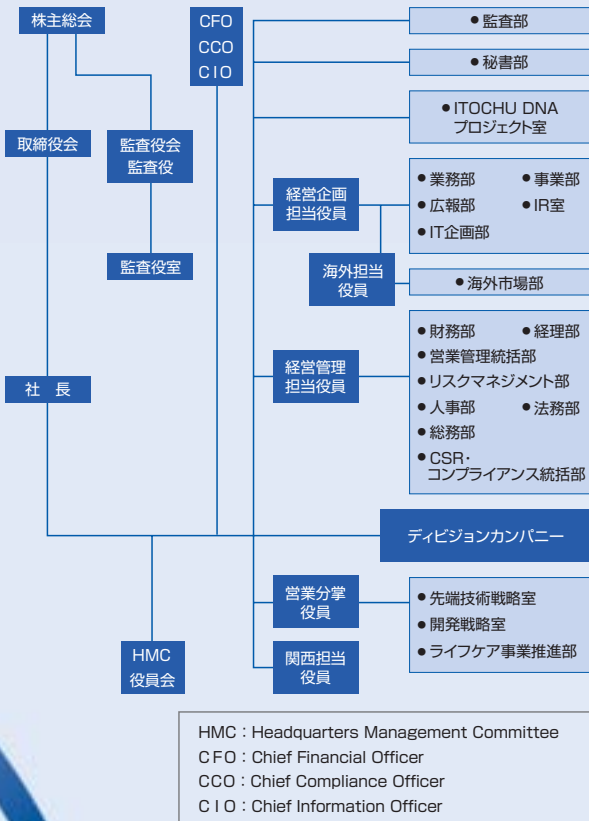 株主総会
取締役会
監査役会
監査役
監査役室
社 長
HMC
役員会
CFO
CCO
CIO
経営企画
担当役員
海外担当
役員
経営管理
担当役員
営業分掌
役員
関西担当
役員
●監査部
●秘書部
●ITOCHU DNA
プロジェクト室
●業務部 ●事業部
●広報部 ●IR室
●IT企画部
●海外市場部
●財務部 ●経理部
●営業管理統括部
●リスクマネジメント部
●人事部 ●法務部
●総務部
●CSR・
コンプライアンス統括部
ディビジョンカンパニー
●先端技術戦略室
●開発戦略室
●ライフケア事業推進部
HMC：Headquarters Management Committee
CFO：Chief Financial Officer
CCO：Chief Compliance Officer
CIO：Chief Information Officer